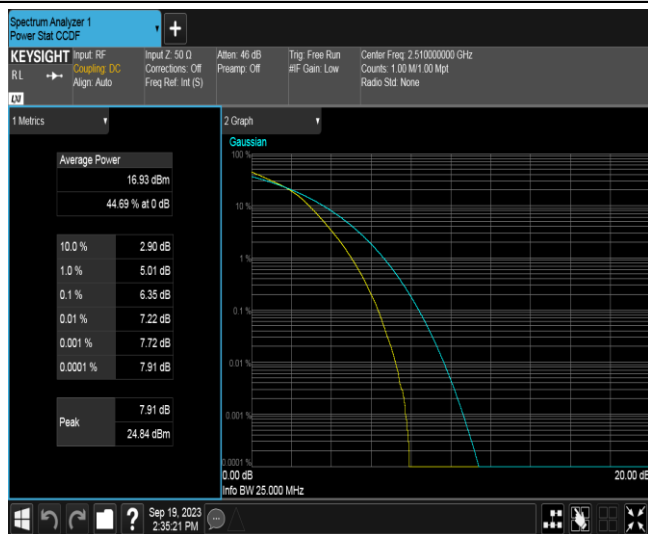 Spectrum Analyzer 1
Power Stat CCDF
+
KEYSIGHT
RL
LXI
Input: RF
Coupling: DC
Align: Auto
Input Z: 50 Ω
Corrections: Off
Freq Ref: Int (S)
Atten: 46 dB
Preamp: Off
Trig: Free Run
#IF Gain: Low
Center Freq: 2.510000000 GHz
Counts: 1.00 M/1.00 Mpt
Radio Std: None
1 Metrics
Average Power
16.93 dBm
44.69 % at 0 dB
10.0 % 2.90 dB
1.0 % 5.01 dB
0.1 % 6.35 dB
0.01 % 7.22 dB
0.001 % 7.72 dB
0.0001 % 7.91 dB
Peak
7.91 dB
24.84 dBm
2 Graph
Gaussian
100 %
10 %
1 %
0.1 %
0.01 %
0.001 %
0.0001 %
0.00 dB
20.00 dB
Info BW 25.000 MHz
?
Sep 19, 2023
2:35:21 PM